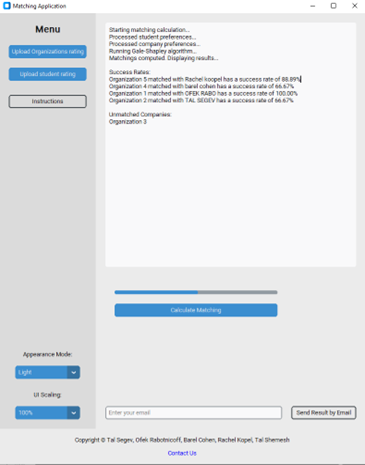 Matching Application
Menu
Upload Organizations rating
Upload student rating
Instructions
Starting matching calculation...
Processed student preferences...
Processed company preferences...
Running Gale-Shapley algorithm...
Matchings computed. Displaying results...
Success Rates:
Organization 5 matched with Rachel koopel has a success rate of 88.89%
Organization 4 matched with barel cohen has a success rate of 66.67%
Organization 1 matched with OFEK RABO has a success rate of 100.00%
Organization 2 matched with TAL SEGEV has a success rate of 66.67%
Unmatched Companies:
Organization 3
Calculate Matching
Appearance Mode:
Light
UI Scaling:
100%
Enter your email
Send Result by Email
Copyright © Tal Segev, Ofek Rabotnicoff, Barel Cohen, Rachel Kopel, Tal Shemesh
Contact Us